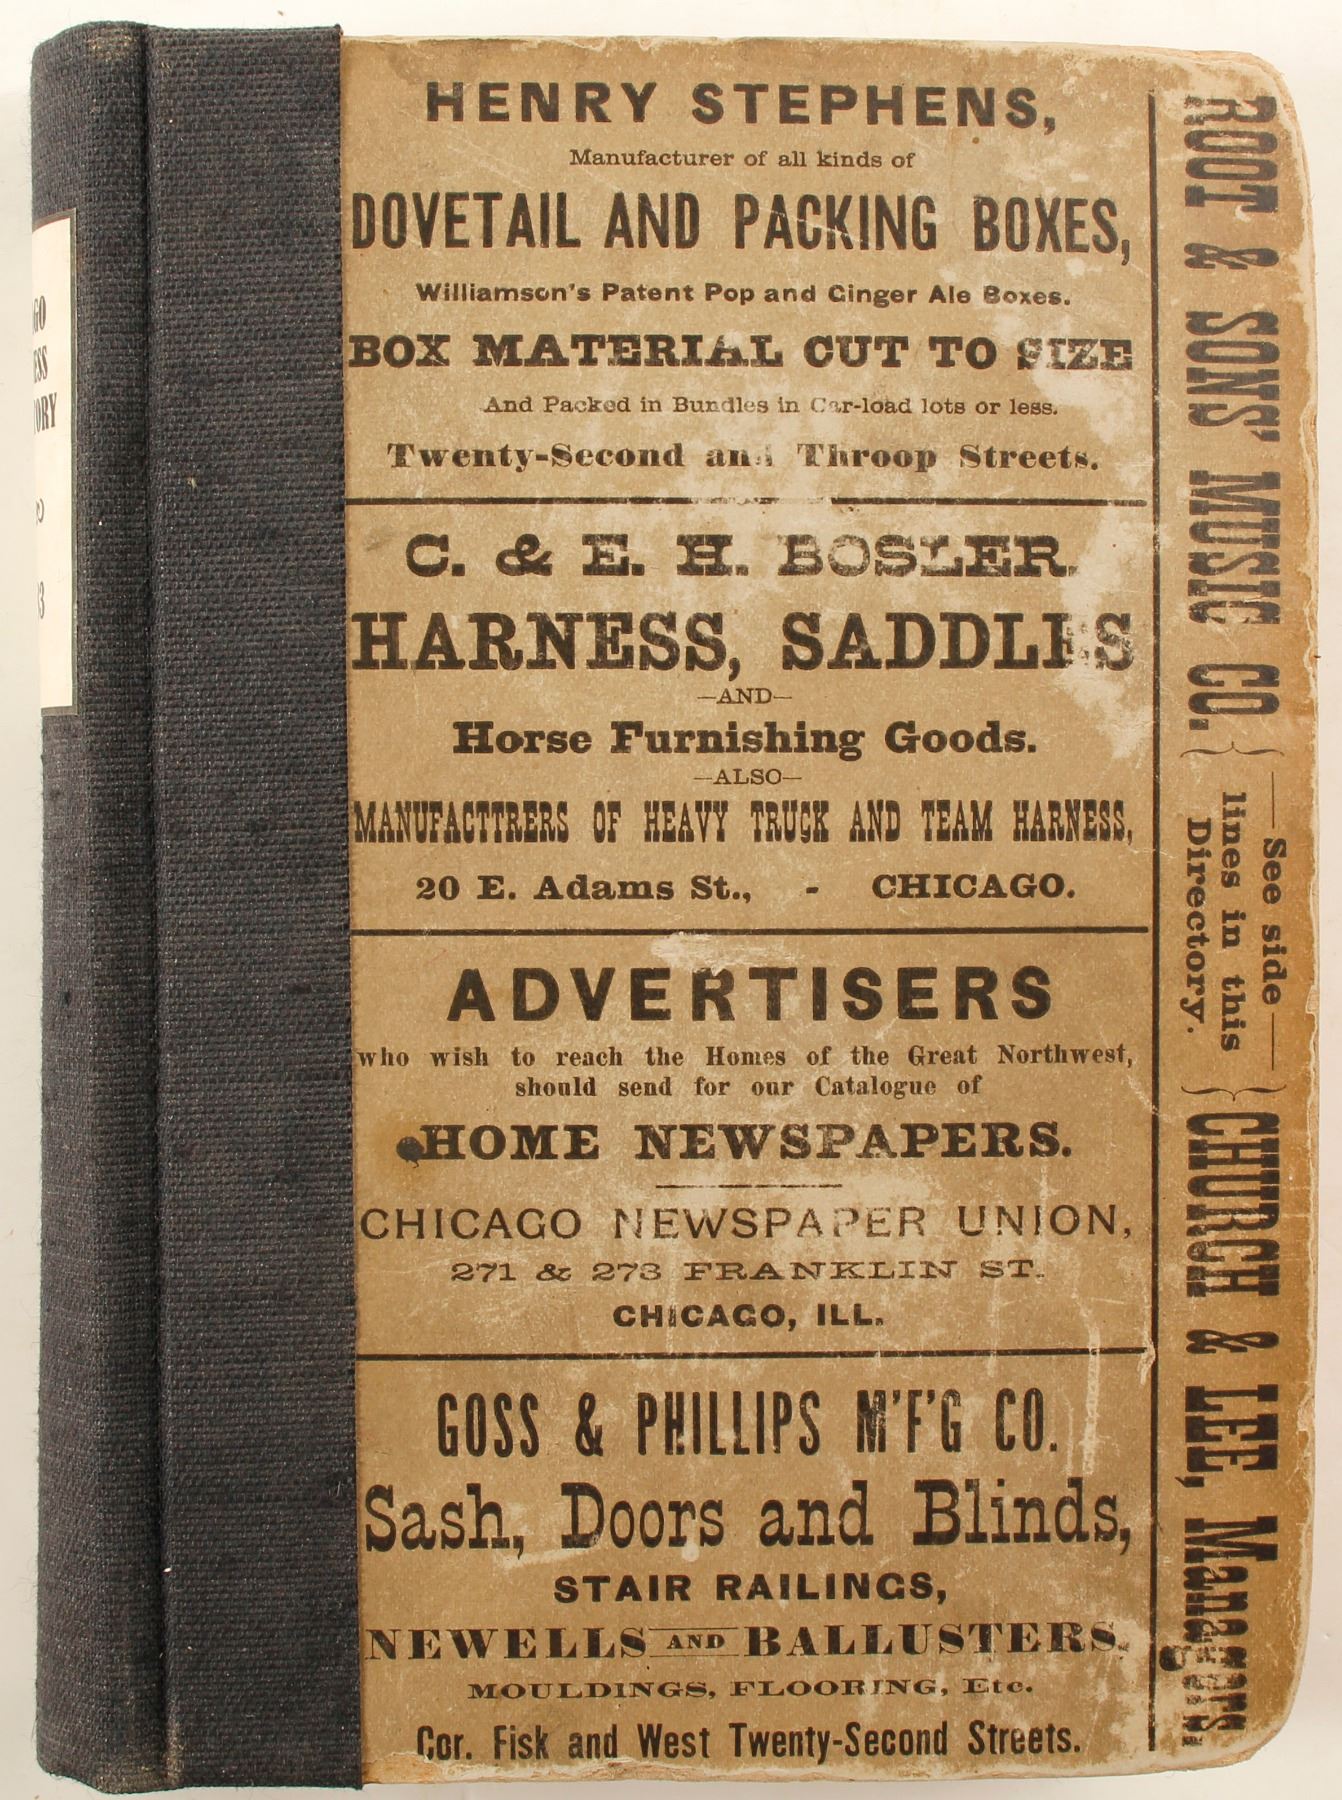 HENRY STEPHENS,
Manufacturer of all kinds of
DOVETAIL AND PACKING BOXES,
Williamson's Patent Pop and Ginger Ale Boxes.
BOX MATERIAL CUT TO SIZE
And Packed in Bundles in Car-load lots or less.
Twenty-Second and Throop Streets.
C. & E. H. BOSLER.
HARNESS, SADDLES
—AND—
Horse Furnishing Goods.
—ALSO—
MANUFACTTRERS OF HEAVY TRUCK AND TEAM HARNESS,
20 E. Adams St., - CHICAGO.
ADVERTISERS
who wish to reach the Homes of the Great Northwest,
should send for our Catalogue of
HOME NEWSPAPERS.
CHICAGO NEWSPAPER UNION,
271 & 273 FRANKLIN ST.
CHICAGO, ILL.
GOSS & PHILLIPS M'F'G CO.
Sash, Doors and Blinds,
STAIR RAILINGS,
NEWELLS AND BALLUSTERS.
MOULDINGS, FLOORING, Etc.
Cor. Fisk and West Twenty-Second Streets.
ROOT & SONS' MUSIC CO.
—See side—
lines in this
Directory.
CHURCH & LEE, Managers